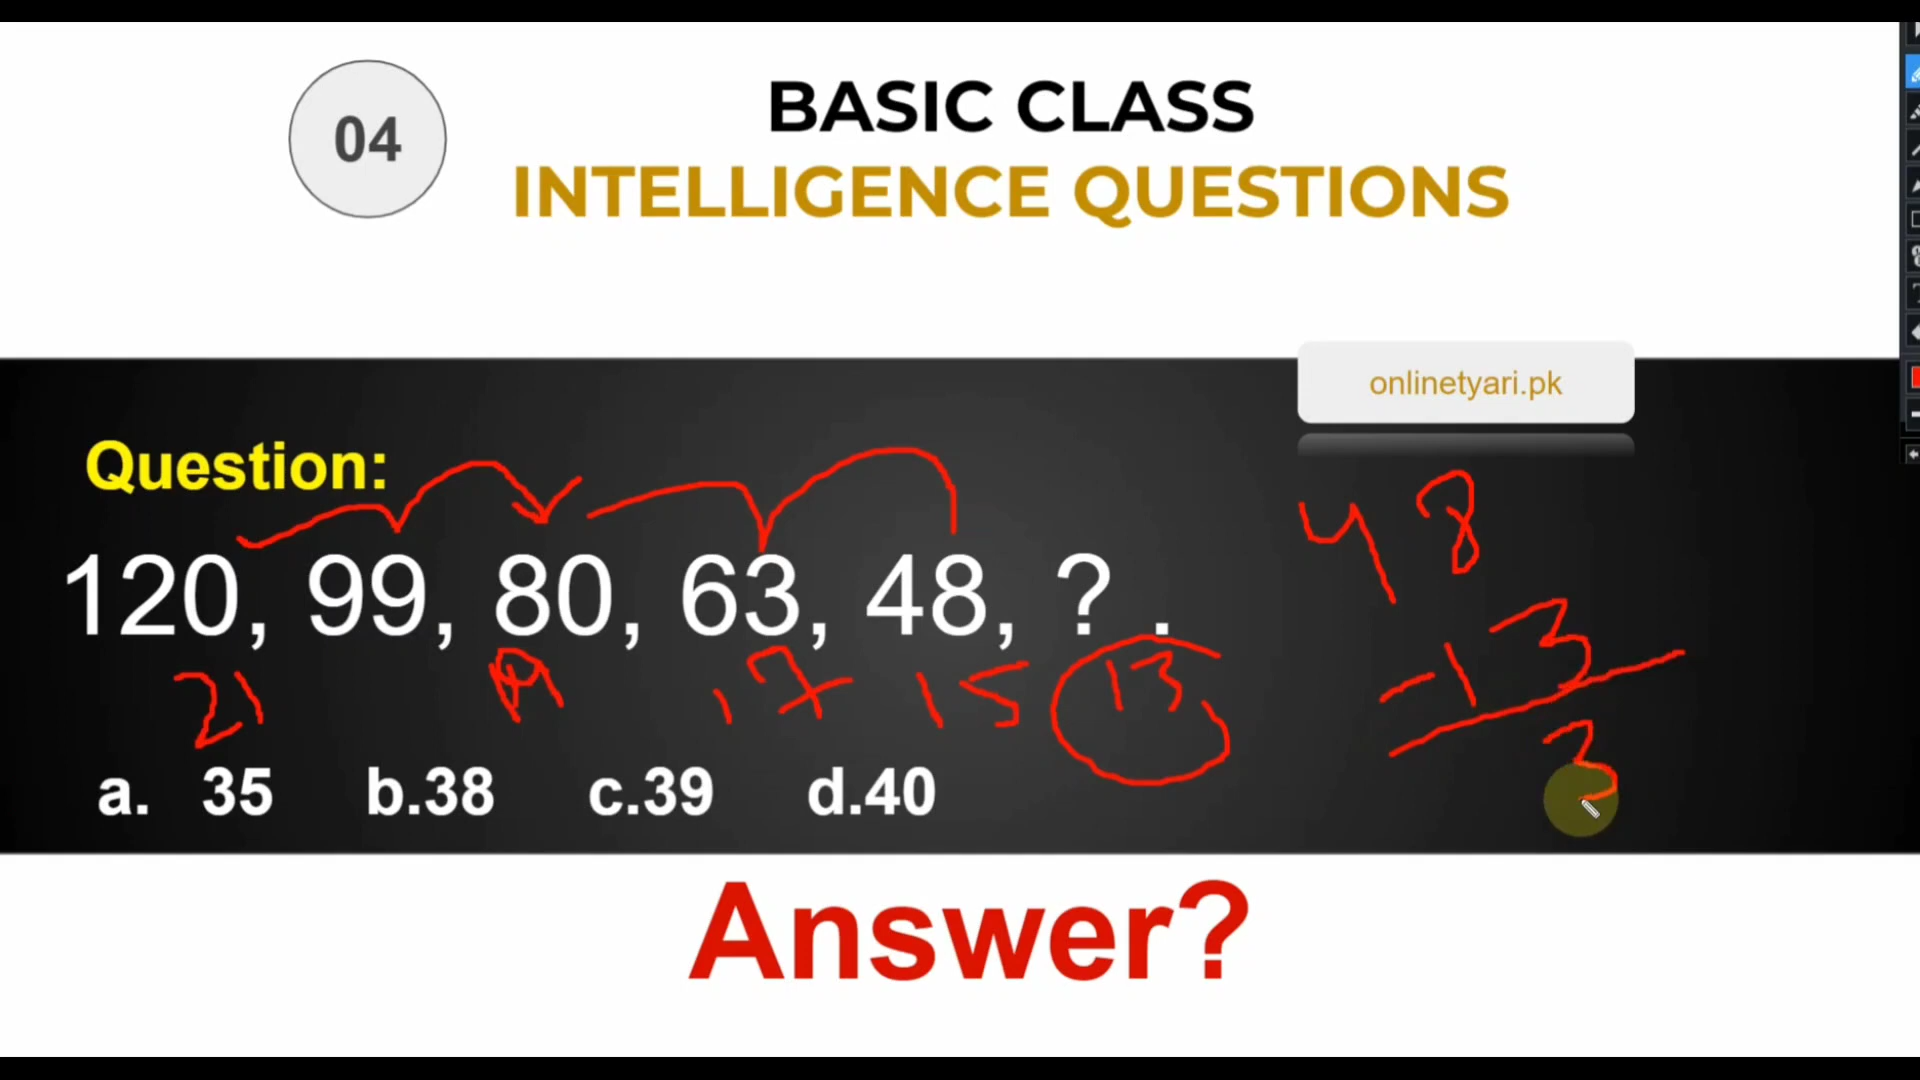 04
BASIC CLASS
INTELLIGENCE QUESTIONS
onlinetyari.pk
Question:
120, 99, 80, 63, 48, ? .
21 17 15 13
a. 35 b.38 c.39 d.40
48
-13
3
Answer?